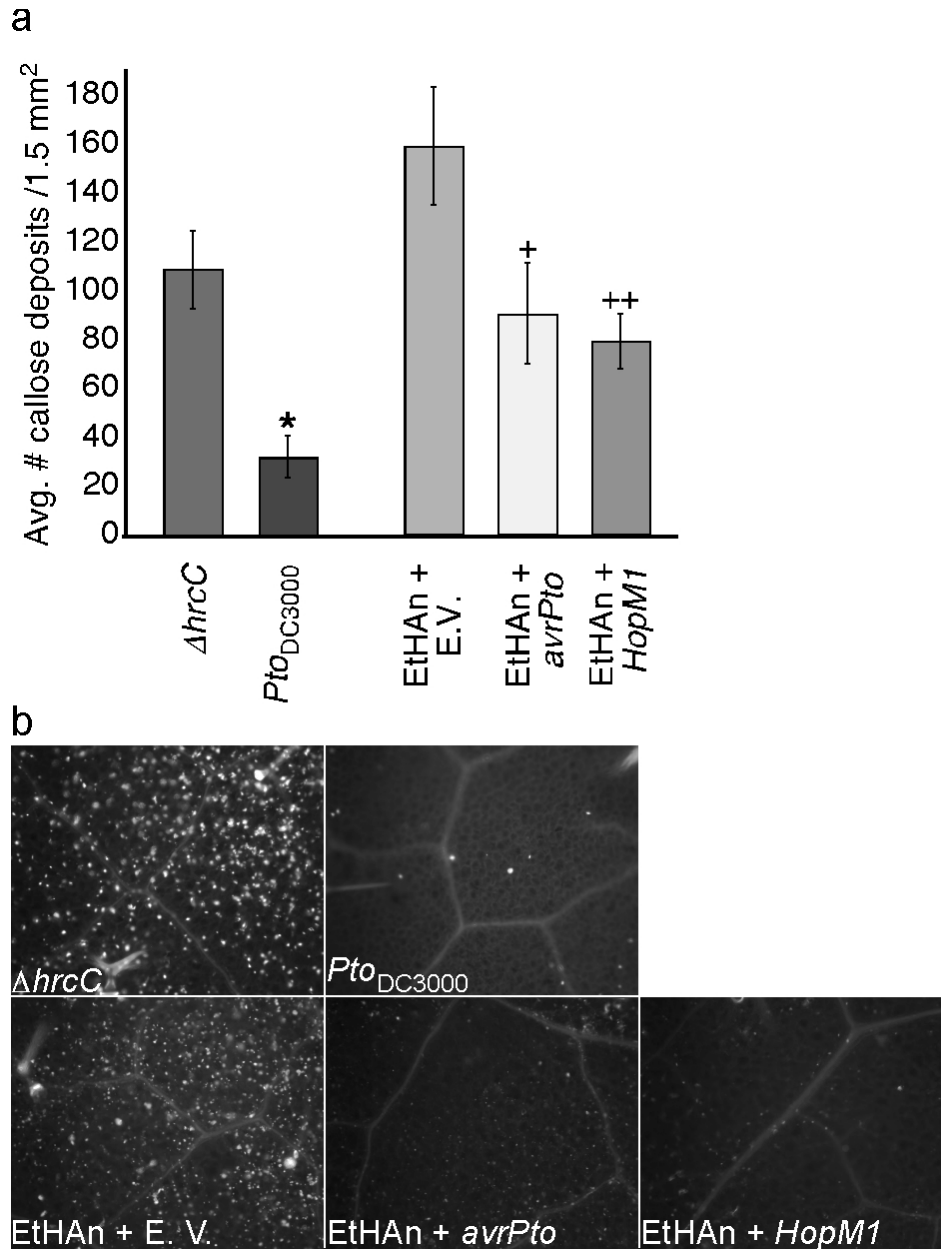 a
Avg. # callose deposits /1.5 mm²
180
160
140
120
100
80
60
40
20
0
*
+
++
ΔhrcC
PtoDC3000
EtHAn +
E.V.
EtHAn +
avrPto
EtHAn +
HopM1
b
ΔhrcC
PtoDC3000
EtHAn + E. V.
EtHAn + avrPto
EtHAn + HopM1